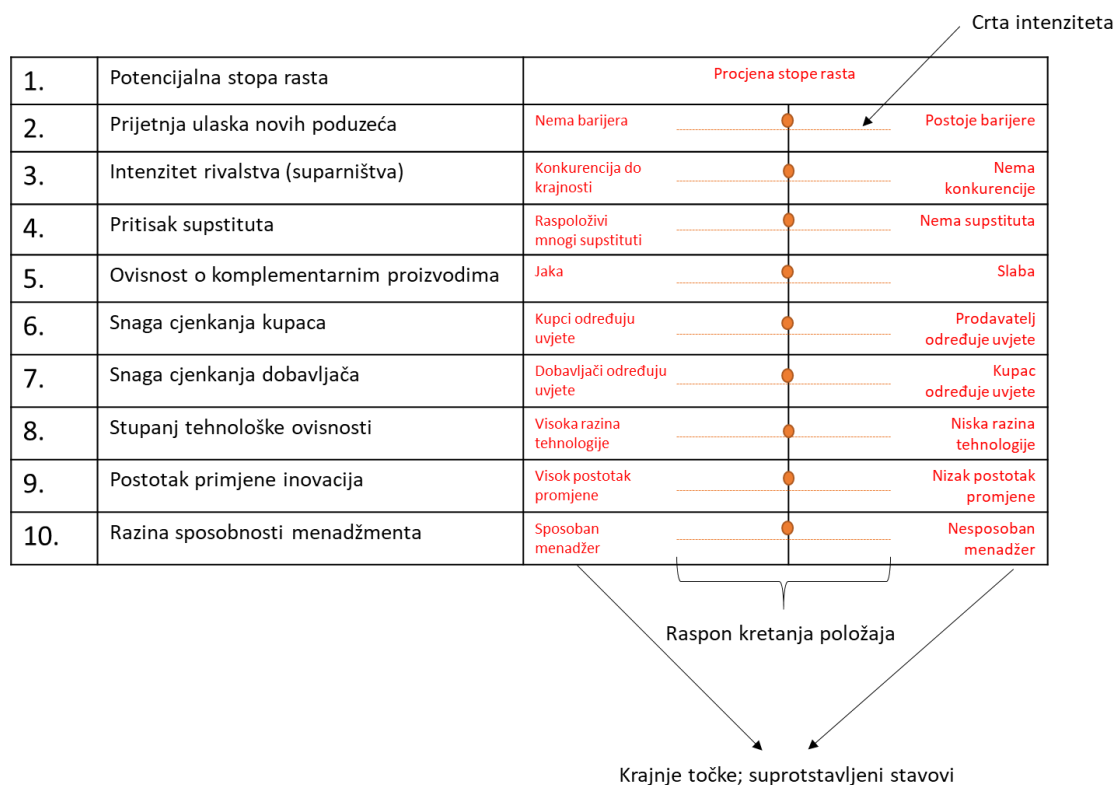 Crta intenziteta
1. Potencijalna stopa rasta Procjena stope rasta
2. Prijetnja ulaska novih poduzeća Nema barijera Postoje barijere
3. Intenzitet rivalstva (suparništva) Konkurencija do Nema
krajnosti konkurencije
4. Pritisak supstituta Raspoloživi Nema supstituta
mnogi supstituti
5. Ovisnost o komplementarnim proizvodima Jaka Slaba
6. Snaga cjenkanja kupaca Kupci određuju Prodavatelj
uvjete određuje uvjete
7. Snaga cjenkanja dobavljača Dobavljači određuju Kupac
uvjete određuje uvjete
8. Stupanj tehnološke ovisnosti Visoka razina Niska razina
tehnologije tehnologije
9. Postotak primjene inovacija Visok postotak Nizak postotak
promjene promjene
10. Razina sposobnosti menadžmenta Sposoban Nesposoban
menadžer menadžer
Raspon kretanja položaja
Krajnje točke; suprotstavljeni stavovi